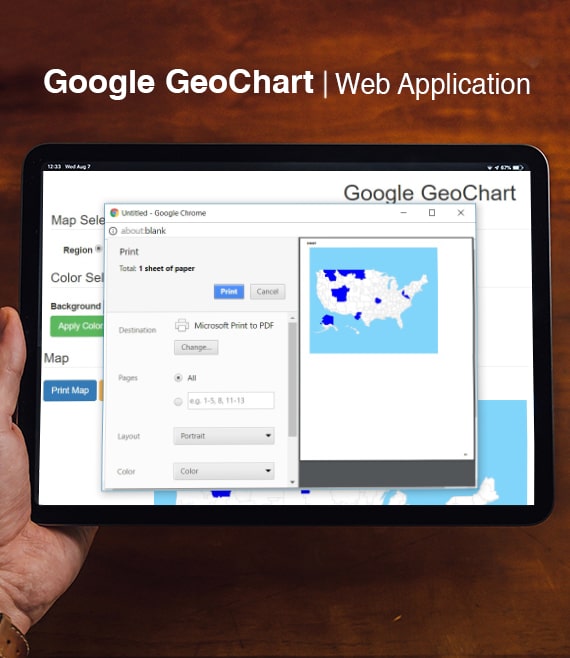 Google GeoChart | Web Application
12:33 Wed Aug 7
67%
Google GeoChart
Map Sele
Region
Color Sel
Background
Apply Color
Map
Print Map
Untitled - Google Chrome
about:blank
Print
Total: 1 sheet of paper
Print
Cancel
Destination
Microsoft Print to PDF
Change...
Pages
All
e.g. 1-5, 8, 11-13
Layout
Portrait
Color
Color